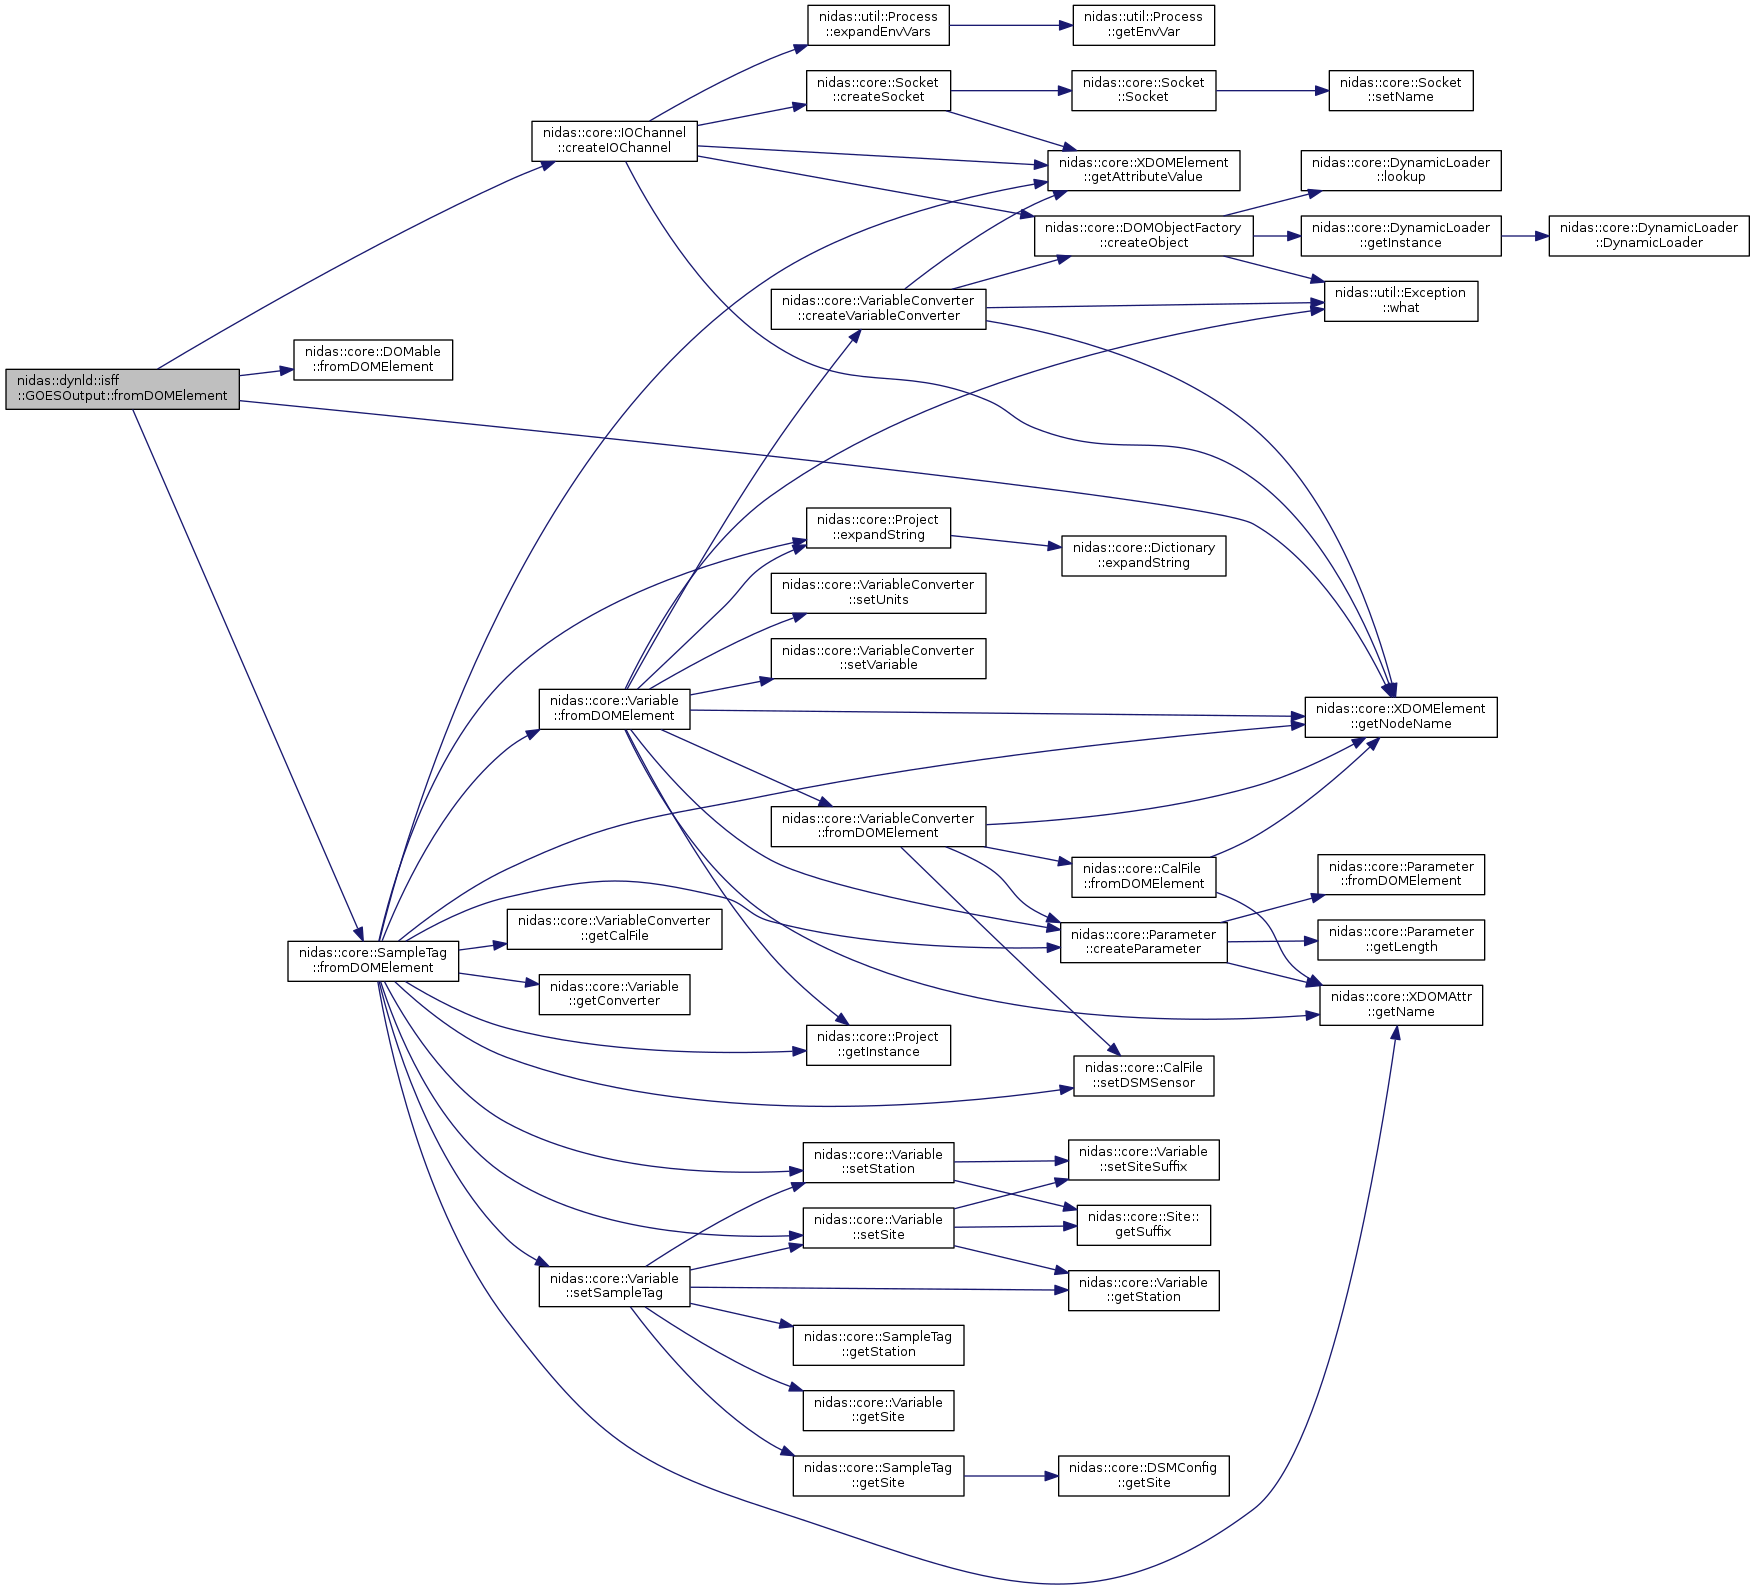 nidas::util::Process
::expandEnvVars
nidas::util::Process
::getEnvVar
nidas::core::Socket
::createSocket
nidas::core::Socket
::Socket
nidas::core::Socket
::setName
nidas::core::IOChannel
::createIOChannel
nidas::core::XDOMElement
::getAttributeValue
nidas::core::DynamicLoader
::lookup
nidas::core::DOMObjectFactory
::createObject
nidas::core::DynamicLoader
::getInstance
nidas::core::DynamicLoader
::DynamicLoader
nidas::core::VariableConverter
::createVariableConverter
nidas::util::Exception
::what
nidas::core::DOMable
::fromDOMElement
nidas::dynld::isff
::GOESOutput::fromDOMElement
nidas::core::Project
::expandString
nidas::core::Dictionary
::expandString
nidas::core::VariableConverter
::setUnits
nidas::core::VariableConverter
::setVariable
nidas::core::Variable
::fromDOMElement
nidas::core::XDOMElement
::getNodeName
nidas::core::VariableConverter
::fromDOMElement
nidas::core::CalFile
::fromDOMElement
nidas::core::Parameter
::fromDOMElement
nidas::core::VariableConverter
::getCalFile
nidas::core::Parameter
::createParameter
nidas::core::Parameter
::getLength
nidas::core::SampleTag
::fromDOMElement
nidas::core::Variable
::getConverter
nidas::core::XDOMAttr
::getName
nidas::core::Project
::getInstance
nidas::core::CalFile
::setDSMSensor
nidas::core::Variable
::setStation
nidas::core::Variable
::setSiteSuffix
nidas::core::Variable
::setSite
nidas::core::Site::
getSuffix
nidas::core::Variable
::setSampleTag
nidas::core::Variable
::getStation
nidas::core::SampleTag
::getStation
nidas::core::Variable
::getSite
nidas::core::SampleTag
::getSite
nidas::core::DSMConfig
::getSite